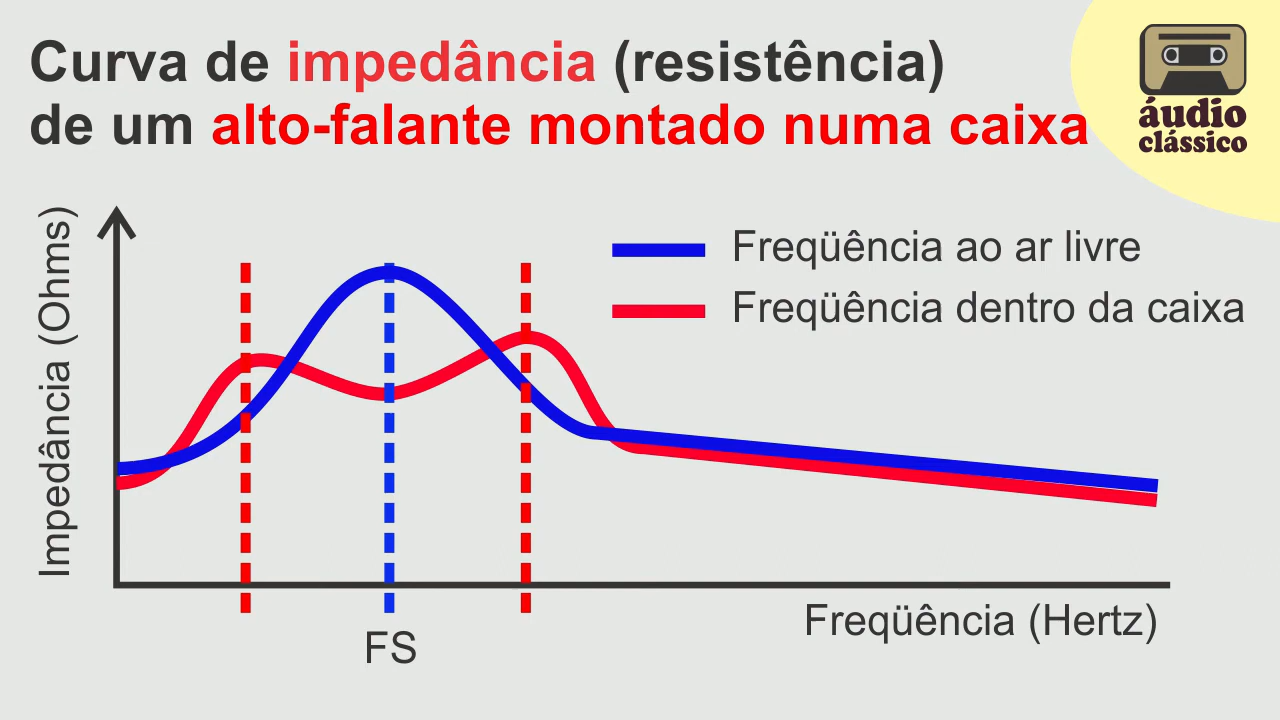 Curva de impedância (resistência)
de um alto-falante montado numa caixa
áudio
clássico
Freqüência ao ar livre
Freqüência dentro da caixa
Impedância (Ohms)
Freqüência (Hertz)
FS